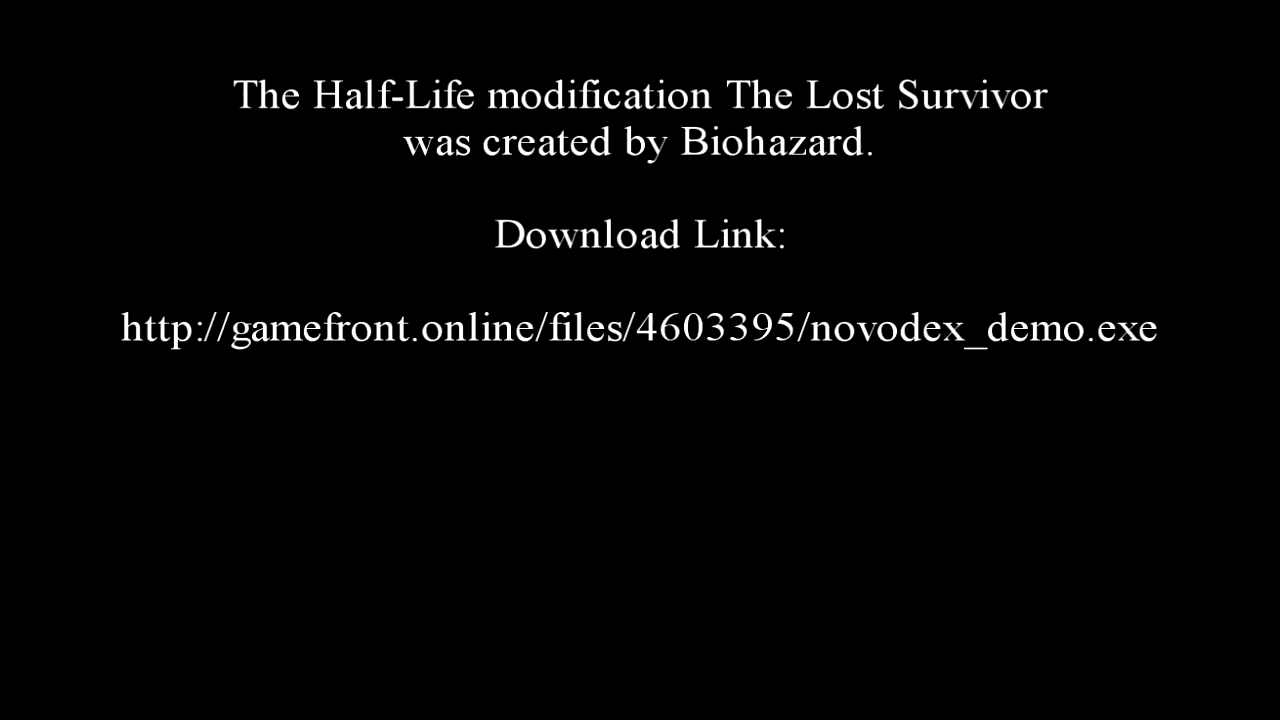 The Half-Life modification The Lost Survivor
was created by Biohazard.
Download Link:
http://gamefront.online/files/4603395/novodex_demo.exe